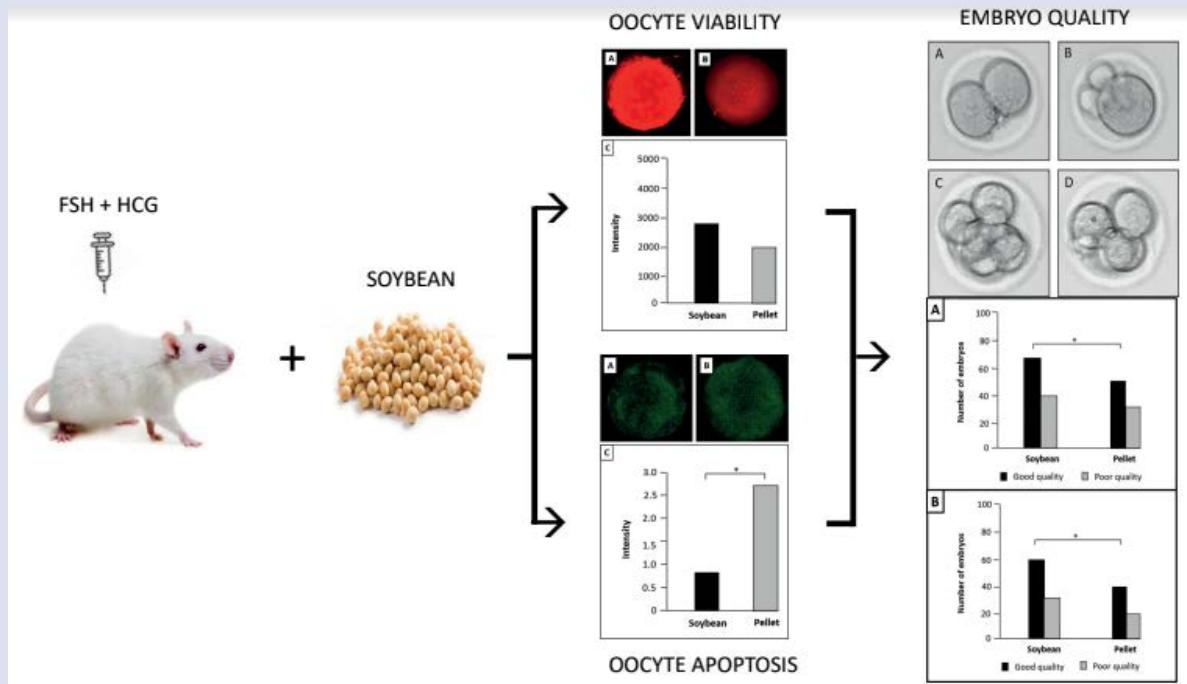 OOCYTE VIABILITY
EMBRYO QUALITY
FSH + HCG
+
SOYBEAN
A
B
C
5000
4000
3000
2000
1000
0
Intensity
Soybean
Pellet
A
B
C
3.0
2.5
2.0
1.5
1.0
0.5
0
Intensity
*
Soybean
Pellet
OOCYTE APOPTOSIS
A
B
C
D
A
100
80
60
40
20
0
Number of embryos
*
Soybean
Pellet
Good quality
Poor quality
B
100
80
60
40
20
0
Number of embryos
*
Soybean
Pellet
Good quality
Poor quality